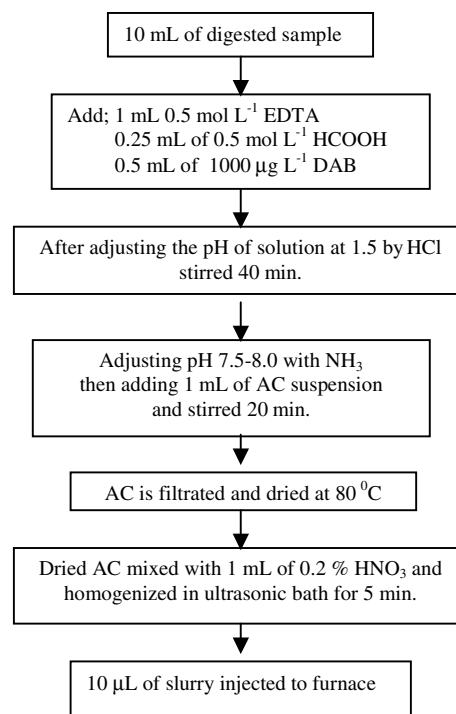 10 mL of digested sample
Add; 1 mL 0.5 mol L⁻¹ EDTA
0.25 mL of 0.5 mol L⁻¹ HCOOH
0.5 mL of 1000 µg L⁻¹ DAB
After adjusting the pH of solution at 1.5 by HCl
stirred 40 min.
Adjusting pH 7.5-8.0 with NH₃
then adding 1 mL of AC suspension
and stirred 20 min.
AC is filtrated and dried at 80 ⁰C
Dried AC mixed with 1 mL of 0.2 % HNO₃ and
homogenized in ultrasonic bath for 5 min.
10 µL of slurry injected to furnace